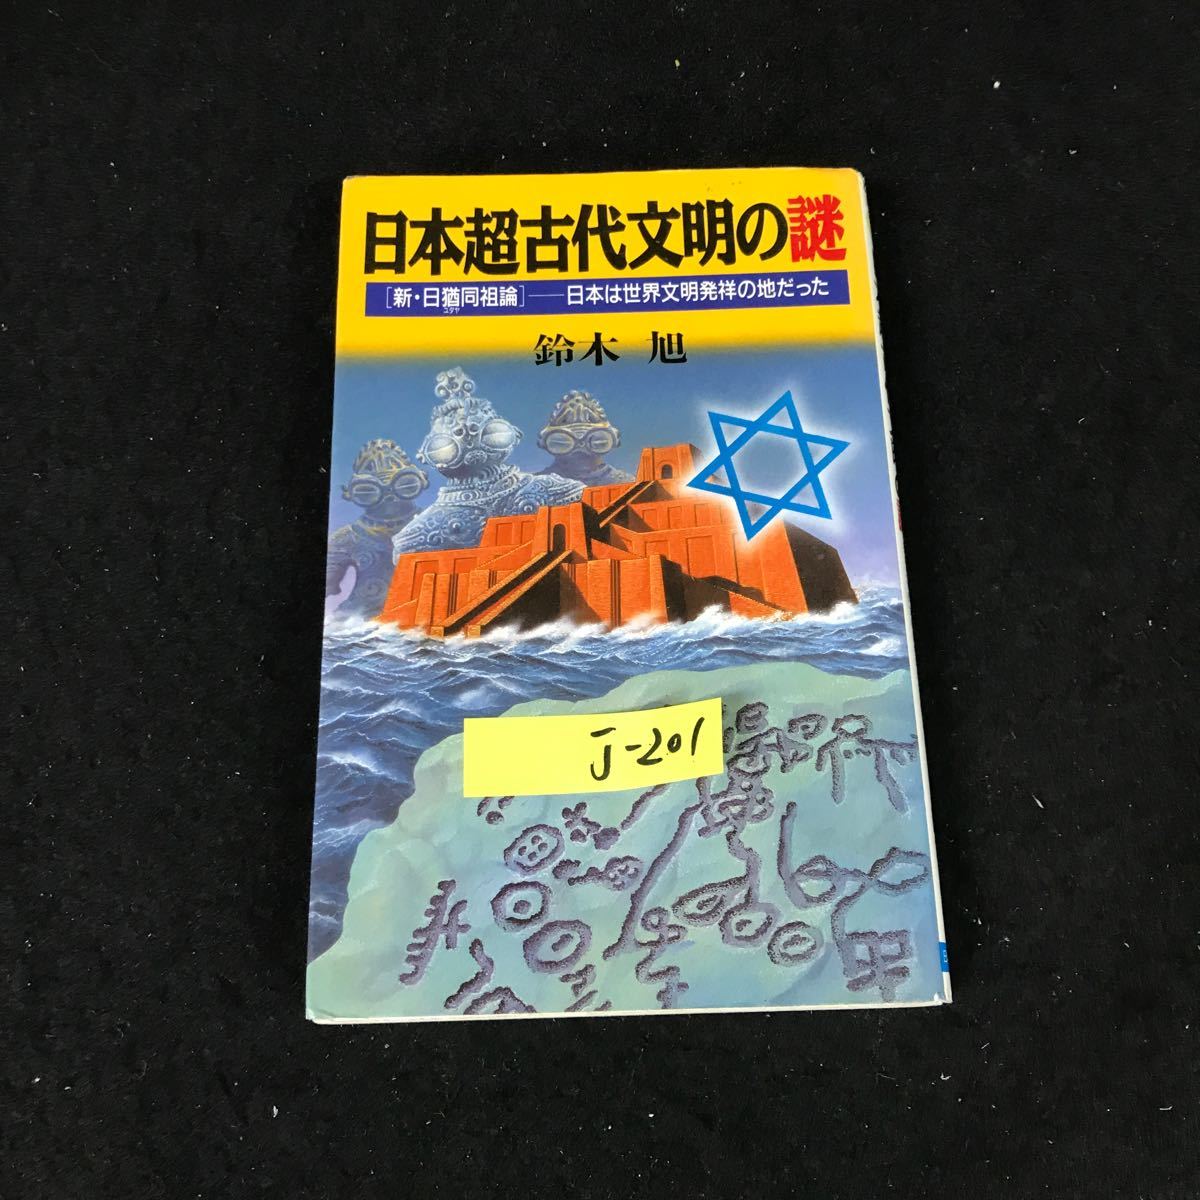 日本超古代文明の謎
［新・日猶同祖論］――日本は世界文明発祥の地だった
ユダヤ
鈴木 旭
J-201